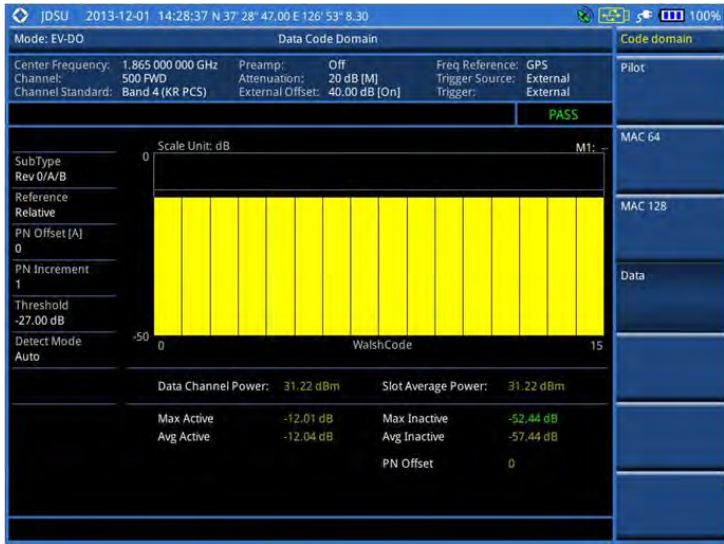 JDSU 2013-12-01 14:28:37 N 37° 28" 47.00 E 126° 53" 8.30 100%
Mode: EV-DO Data Code Domain Code domain
Center Frequency: 1.865 000 000 GHz Preamp: Off Freq Reference: GPS
Channel: 500 FWD Attenuation: 20 dB [M] Trigger Source: External
Channel Standard: Band 4 (KR PCS) External Offset: 40.00 dB [On] Trigger: External
PASS
Pilot
MAC 64
MAC 128
Data
Scale Unit: dB M1: --
0
SubType
Rev 0/A/B
Reference
Relative
PN Offset [A]
0
PN Increment
1
Threshold
-27.00 dB
Detect Mode
Auto
-50
0 WalshCode 15
Data Channel Power: 31.22 dBm Slot Average Power: 31.22 dBm
Max Active -12.01 dB Max Inactive -52.44 dB
Avg Active -12.04 dB Avg Inactive -57.44 dB
PN Offset 0